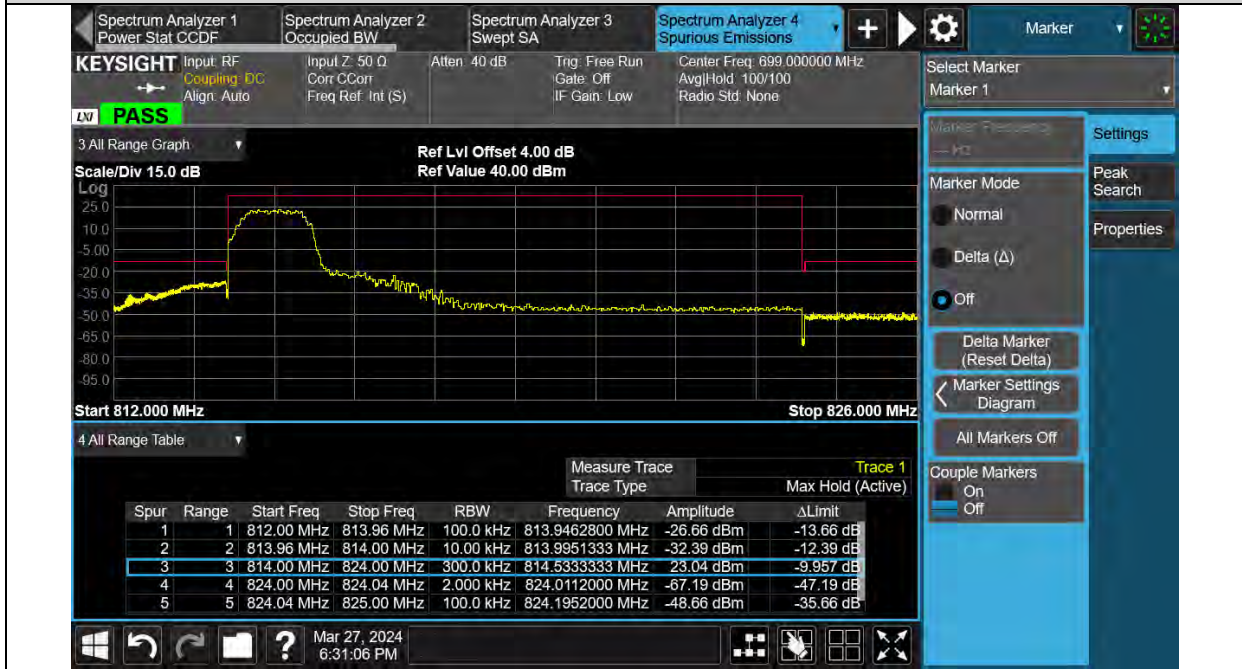 Spectrum Analyzer 1
Power Stat CCDF
Spectrum Analyzer 2
Occupied BW
Spectrum Analyzer 3
Swept SA
Spectrum Analyzer 4
Spurious Emissions
Marker
KEYSIGHT
Input: RF
Coupling: DC
Align: Auto
Input Z: 50 Ω
Corr CCorr
Freq Ref: Int (S)
Atten: 40 dB
Trig: Free Run
Gate: Off
IF Gain: Low
Center Freq: 699.000000 MHz
Avg|Hold: 100/100
Radio Std: None
LXI PASS
Select Marker
Marker 1
Marker Frequency
--- Hz
Settings
Peak
Search
Properties
Marker Mode
Normal
Delta (Δ)
Off
Delta Marker
(Reset Delta)
Marker Settings
Diagram
All Markers Off
Couple Markers
On
Off
3 All Range Graph
Ref Lvl Offset 4.00 dB
Scale/Div 15.0 dB
Ref Value 40.00 dBm
Log
25.0
10.0
-5.00
-20.0
-35.0
-50.0
-65.0
-80.0
-95.0
Start 812.000 MHz
Stop 826.000 MHz
4 All Range Table
Measure Trace Trace 1
Trace Type Max Hold (Active)
Spur Range Start Freq Stop Freq RBW Frequency Amplitude ΔLimit
1 1 812.00 MHz 813.96 MHz 100.0 kHz 813.9462800 MHz -26.66 dBm -13.66 dB
2 2 813.96 MHz 814.00 MHz 10.00 kHz 813.9951333 MHz -32.39 dBm -12.39 dB
3 3 814.00 MHz 824.00 MHz 300.0 kHz 814.5333333 MHz 23.04 dBm -9.957 dB
4 4 824.00 MHz 824.04 MHz 2.000 kHz 824.0112000 MHz -67.19 dBm -47.19 dB
5 5 824.04 MHz 825.00 MHz 100.0 kHz 824.1952000 MHz -48.66 dBm -35.66 dB
Mar 27, 2024
6:31:06 PM